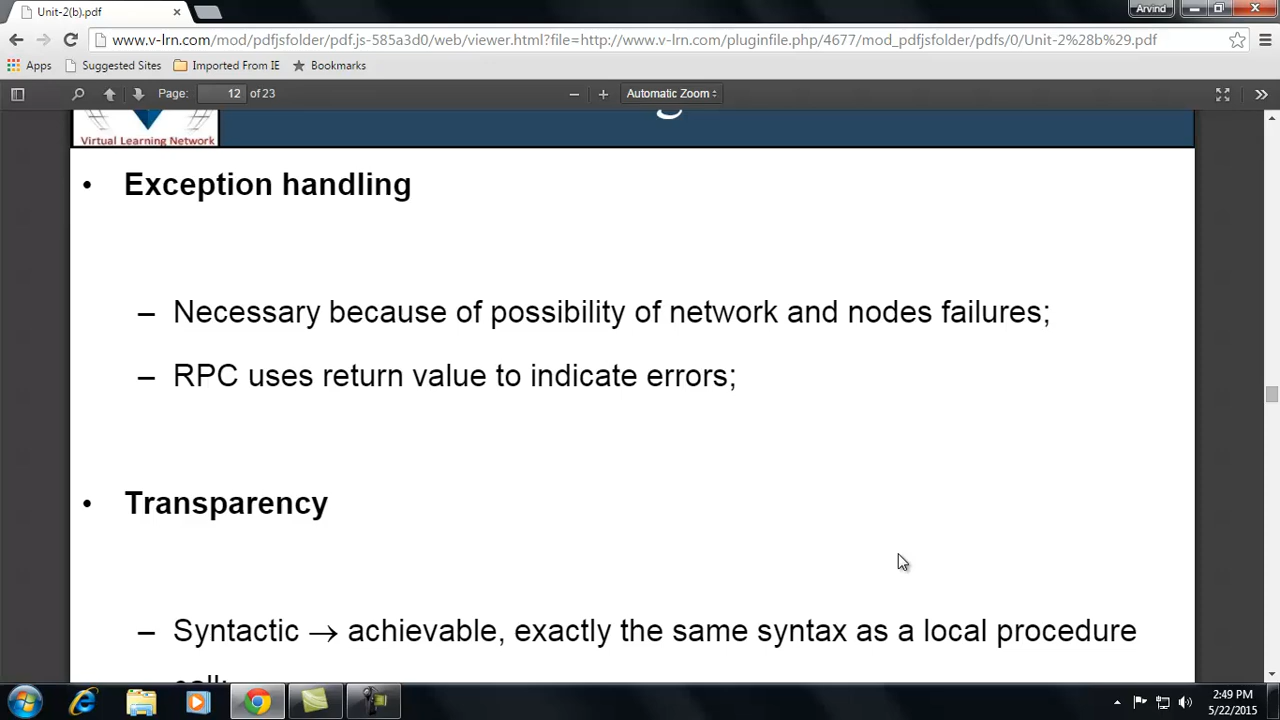 Unit-2(b).pdf
Arvind
www.v-lrn.com/mod/pdfjsfolder/pdf.js-585a3d0/web/viewer.html?file=http://www.v-lrn.com/pluginfile.php/4677/mod_pdfjsfolder/pdfs/0/Unit-2%28b%29.pdf
Apps Suggested Sites Imported From IE Bookmarks
Page: 12 of 23 Automatic Zoom
Virtual Learning Network
• Exception handling
– Necessary because of possibility of network and nodes failures;
– RPC uses return value to indicate errors;
• Transparency
– Syntactic → achievable, exactly the same syntax as a local procedure
2:49 PM
5/22/2015